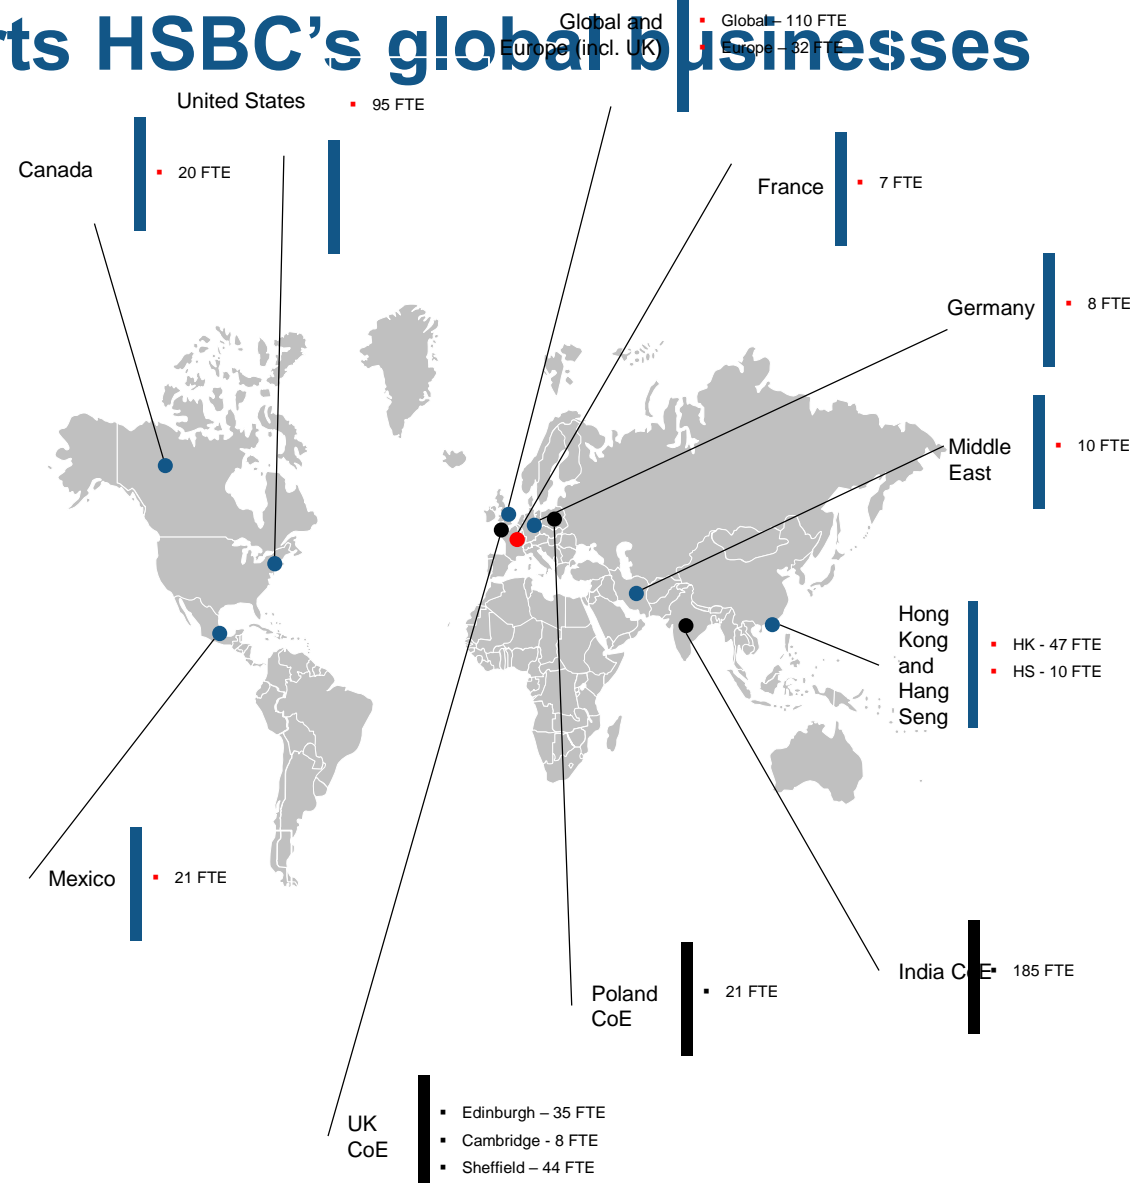 rts HSBC’s global businesses
Global and
Europe (incl. UK)
Global – 110 FTE
Europe – 32 FTE
United States
95 FTE
Canada
20 FTE
France
7 FTE
Germany
8 FTE
Middle
East
10 FTE
Hong
Kong
and
Hang
Seng
HK - 47 FTE
HS - 10 FTE
Mexico
21 FTE
India CoE
185 FTE
Poland
CoE
21 FTE
UK
CoE
Edinburgh – 35 FTE
Cambridge - 8 FTE
Sheffield – 44 FTE